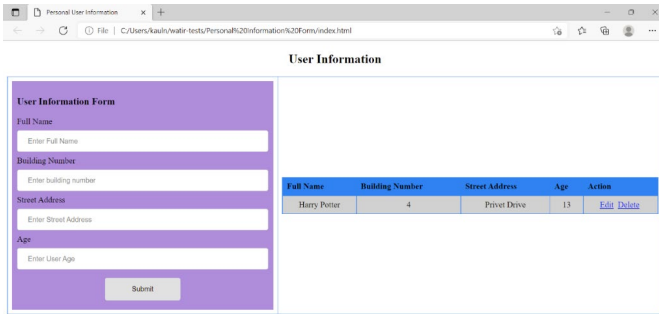 Personal User Information
File | C:/Users/kauln/watir-tests/Personal%20Information%20Form/index.html
User Information
User Information Form
Full Name
Enter Full Name
Building Number
Enter building number
Street Address
Enter Street Address
Age
Enter User Age
Submit
Full Name Building Number Street Address Age Action
Harry Potter 4 Privet Drive 13 Edit Delete